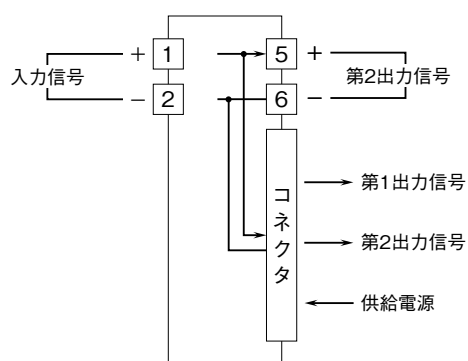 入力信号
+ 1
− 2
5 +
6 −
第2出力信号
コネクタ
第1出力信号
第2出力信号
供給電源